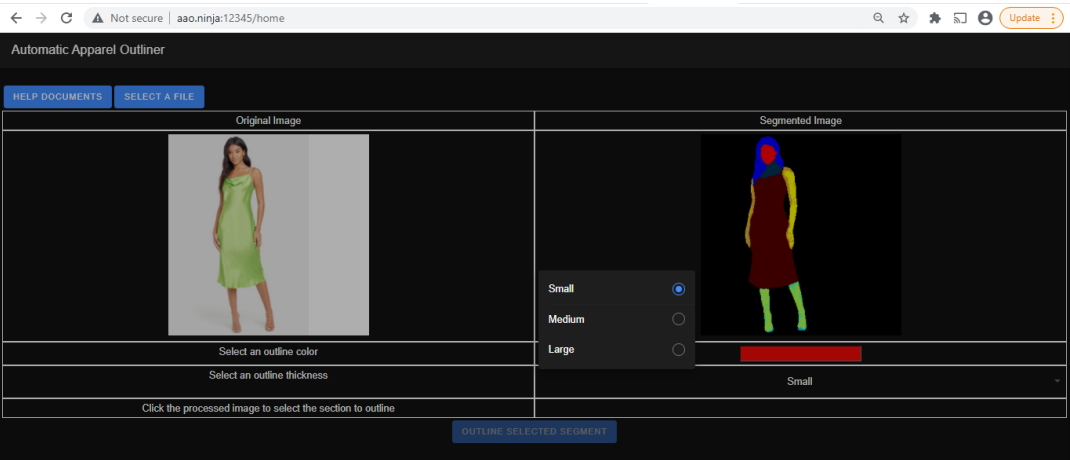 Not secure | aao.ninja:12345/home
Update
Automatic Apparel Outliner
HELP DOCUMENTS
SELECT A FILE
Original Image
Segmented Image
Small
Medium
Large
Select an outline color
Select an outline thickness
Small
Click the processed image to select the section to outline
OUTLINE SELECTED SEGMENT